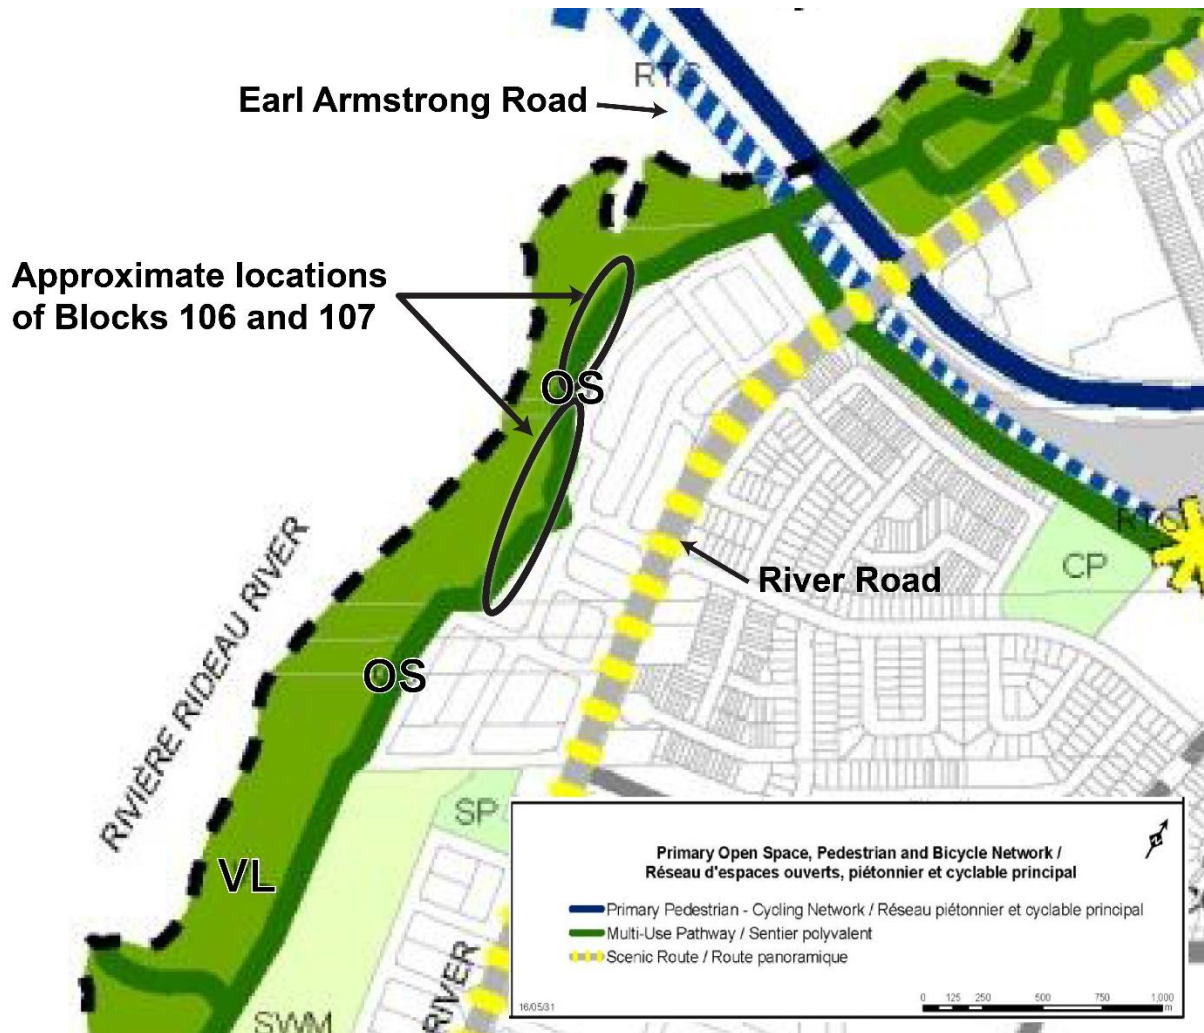 RTS
Earl Armstrong Road
Approximate locations
of Blocks 106 and 107
OS
River Road
CP
RTS
RIVIÈRE RIDEAU RIVER
OS
SP
VL
RIVER
SWM
Primary Open Space, Pedestrian and Bicycle Network /
Réseau d'espaces ouverts, piétonnier et cyclable principal
Primary Pedestrian - Cycling Network / Réseau piétonnier et cyclable principal
Multi-Use Pathway / Sentier polyvalent
Scenic Route / Route panoramique
16/05/31
0 125 250 500 750 1,000
m